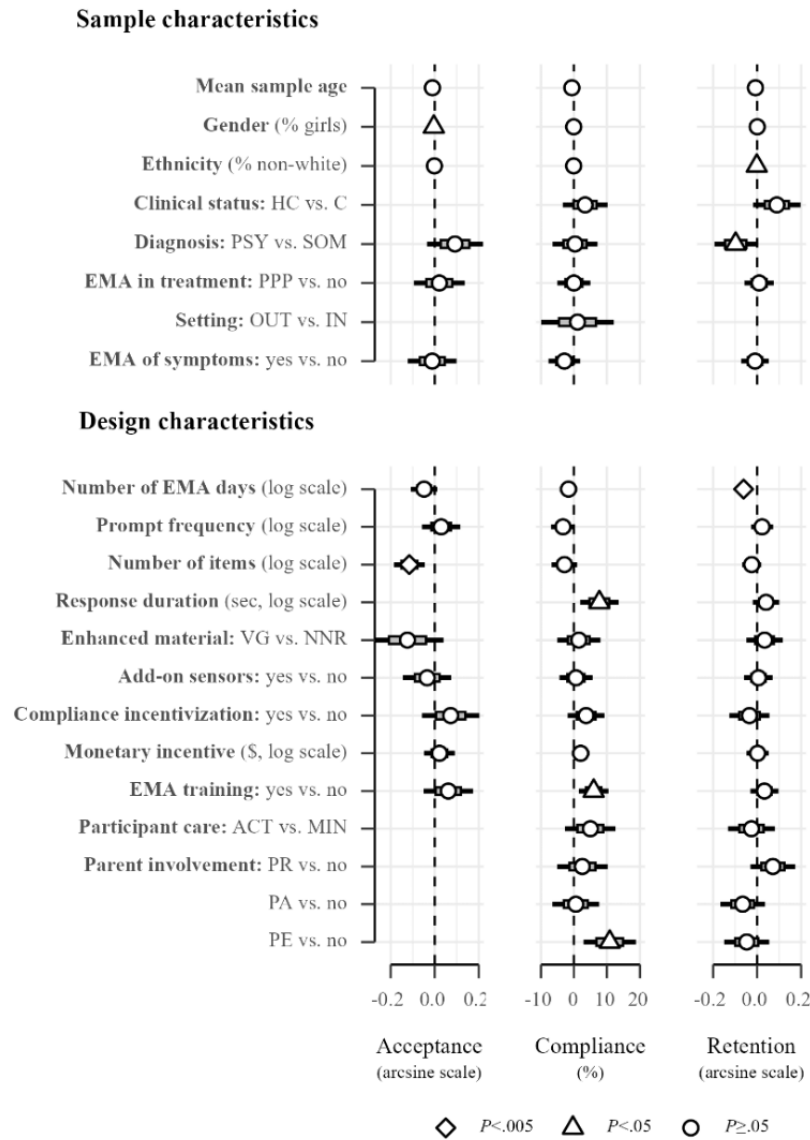 Sample characteristics
Mean sample age
Gender (% girls)
Ethnicity (% non-white)
Clinical status: HC vs. C
Diagnosis: PSY vs. SOM
EMA in treatment: PPP vs. no
Setting: OUT vs. IN
EMA of symptoms: yes vs. no
Design characteristics
Number of EMA days (log scale)
Prompt frequency (log scale)
Number of items (log scale)
Response duration (sec, log scale)
Enhanced material: VG vs. NNR
Add-on sensors: yes vs. no
Compliance incentivization: yes vs. no
Monetary incentive ($, log scale)
EMA training: yes vs. no
Participant care: ACT vs. MIN
Parent involvement: PR vs. no
PA vs. no
PE vs. no
-0.2 0.0 0.2 -10 0 10 20 -0.2 0.0 0.2
Acceptance Compliance Retention
(arcsine scale) (%) (arcsine scale)
P<.005 P<.05 P≥.05